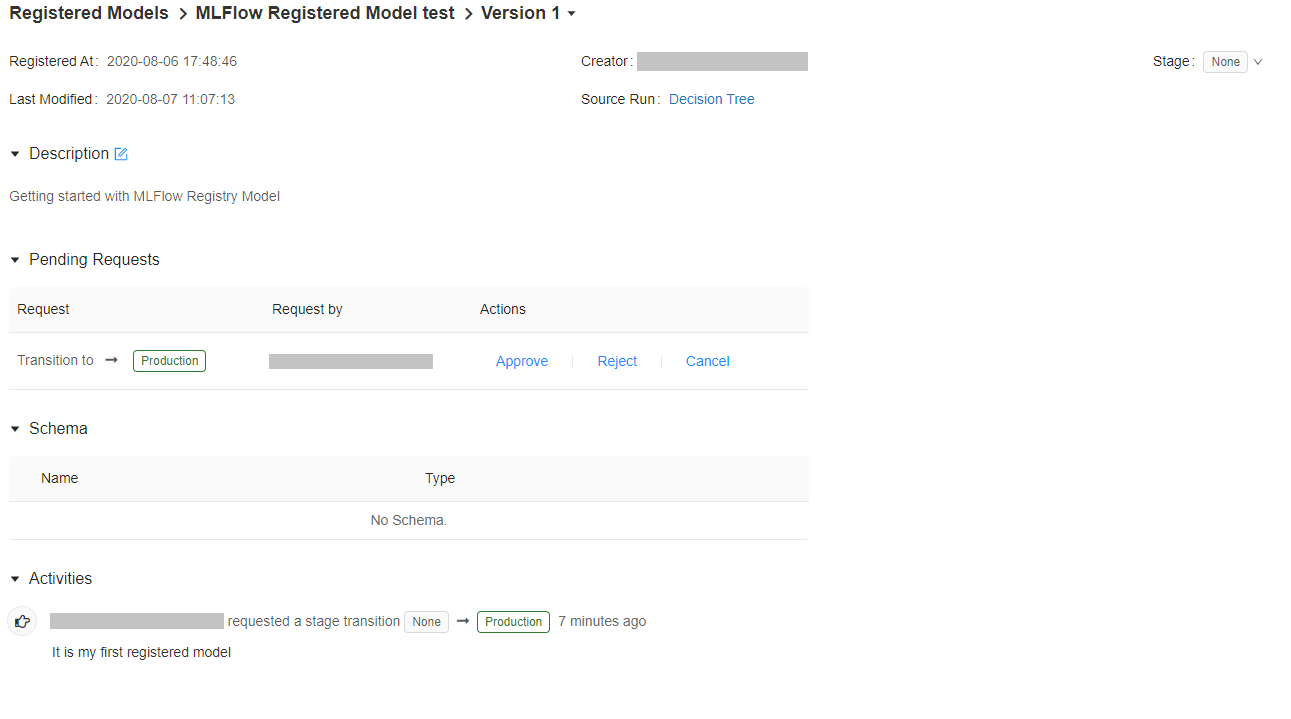 Registered Models > MLFlow Registered Model test > Version 1
Registered At: 2020-08-06 17:48:46 Creator: Stage: None
Last Modified: 2020-08-07 11:07:13 Source Run: Decision Tree
Description
Getting started with MLFlow Registry Model
Pending Requests
Request Request by Actions
Transition to → Production Approve Reject Cancel
Schema
Name Type
No Schema.
Activities
requested a stage transition None → Production 7 minutes ago
It is my first registered model